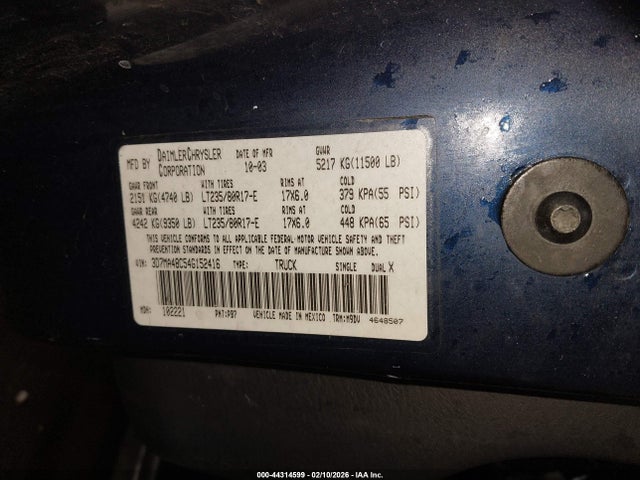 MFD BY DAIMLERCHRYSLER CORPORATION DATE OF MFR 10-03 GVWR 5217 KG(11500 LB)
GAWR FRONT WITH TIRES RIMS AT COLD
2151 KG(4740 LB) LT235/80R17-E 17X6.0 379 KPA(55 PSI)
GAWR REAR WITH TIRES RIMS AT COLD
4242 KG(9350 LB) LT235/80R17-E 17X6.0 448 KPA(65 PSI)
THIS VEHICLE CONFORMS TO ALL APPLICABLE FEDERAL MOTOR VEHICLE SAFETY AND THEFT
PREVENTION STANDARDS IN EFFECT ON THE DATE OF MANUFACTURE SHOWN ABOVE.
VIN: 3D7MA48C54G152416 TYPE: TRUCK SINGLE DUAL X
MDH: 102221 PNT:PB7 VEHICLE MADE IN MEXICO TRM:M9DV 4648507
000-44314599 - 02/10/2026 - IAA Inc.